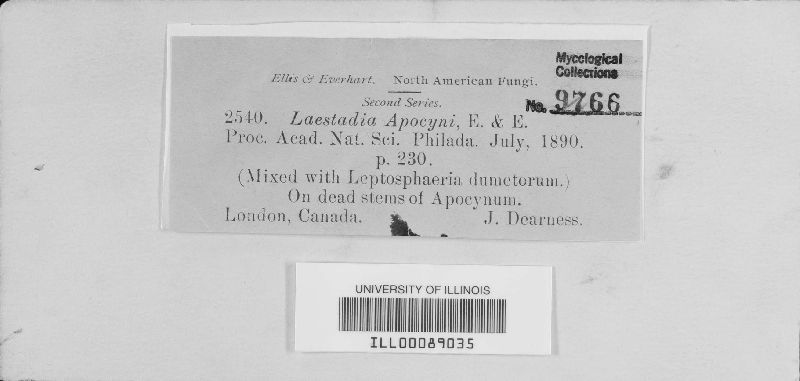 Ellis & Everhart. North American Fungi.
Second Series.
Mycological
Collections
No. 9766
2540. Laestadia Apocyni, E. & E.
Proc. Acad. Nat. Sci. Philada. July, 1890.
p. 230.
(Mixed with Leptosphaeria dumetorum.)
On dead stems of Apocynum.
London, Canada. J. Dearness.
UNIVERSITY OF ILLINOIS
ILL00089035